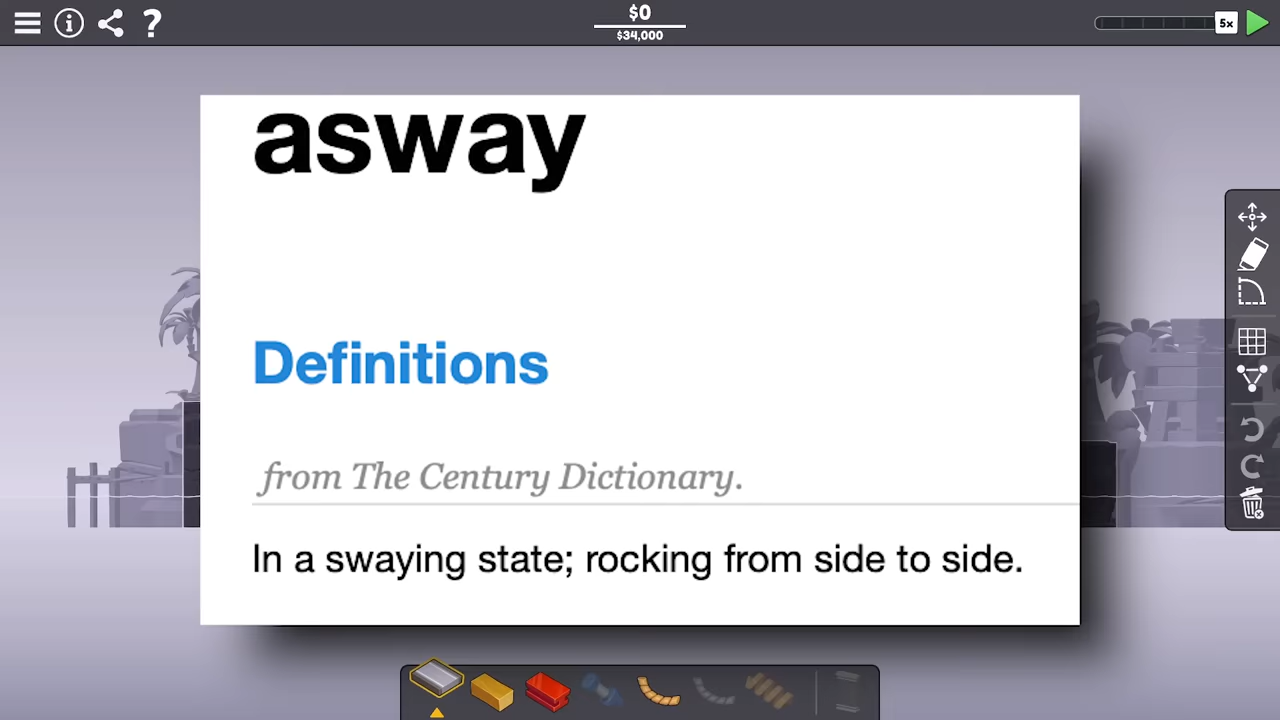 $0
$34,000
5x
asway
Definitions
from The Century Dictionary.
In a swaying state; rocking from side to side.